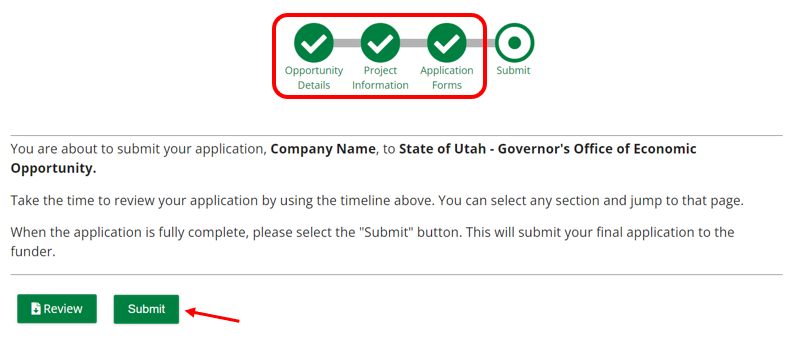 Opportunity Details
Project Information
Application Forms
Submit
You are about to submit your application, Company Name, to State of Utah - Governor's Office of Economic
Opportunity.
Take the time to review your application by using the timeline above. You can select any section and jump to that page.
When the application is fully complete, please select the "Submit" button. This will submit your final application to the
funder.
Review
Submit